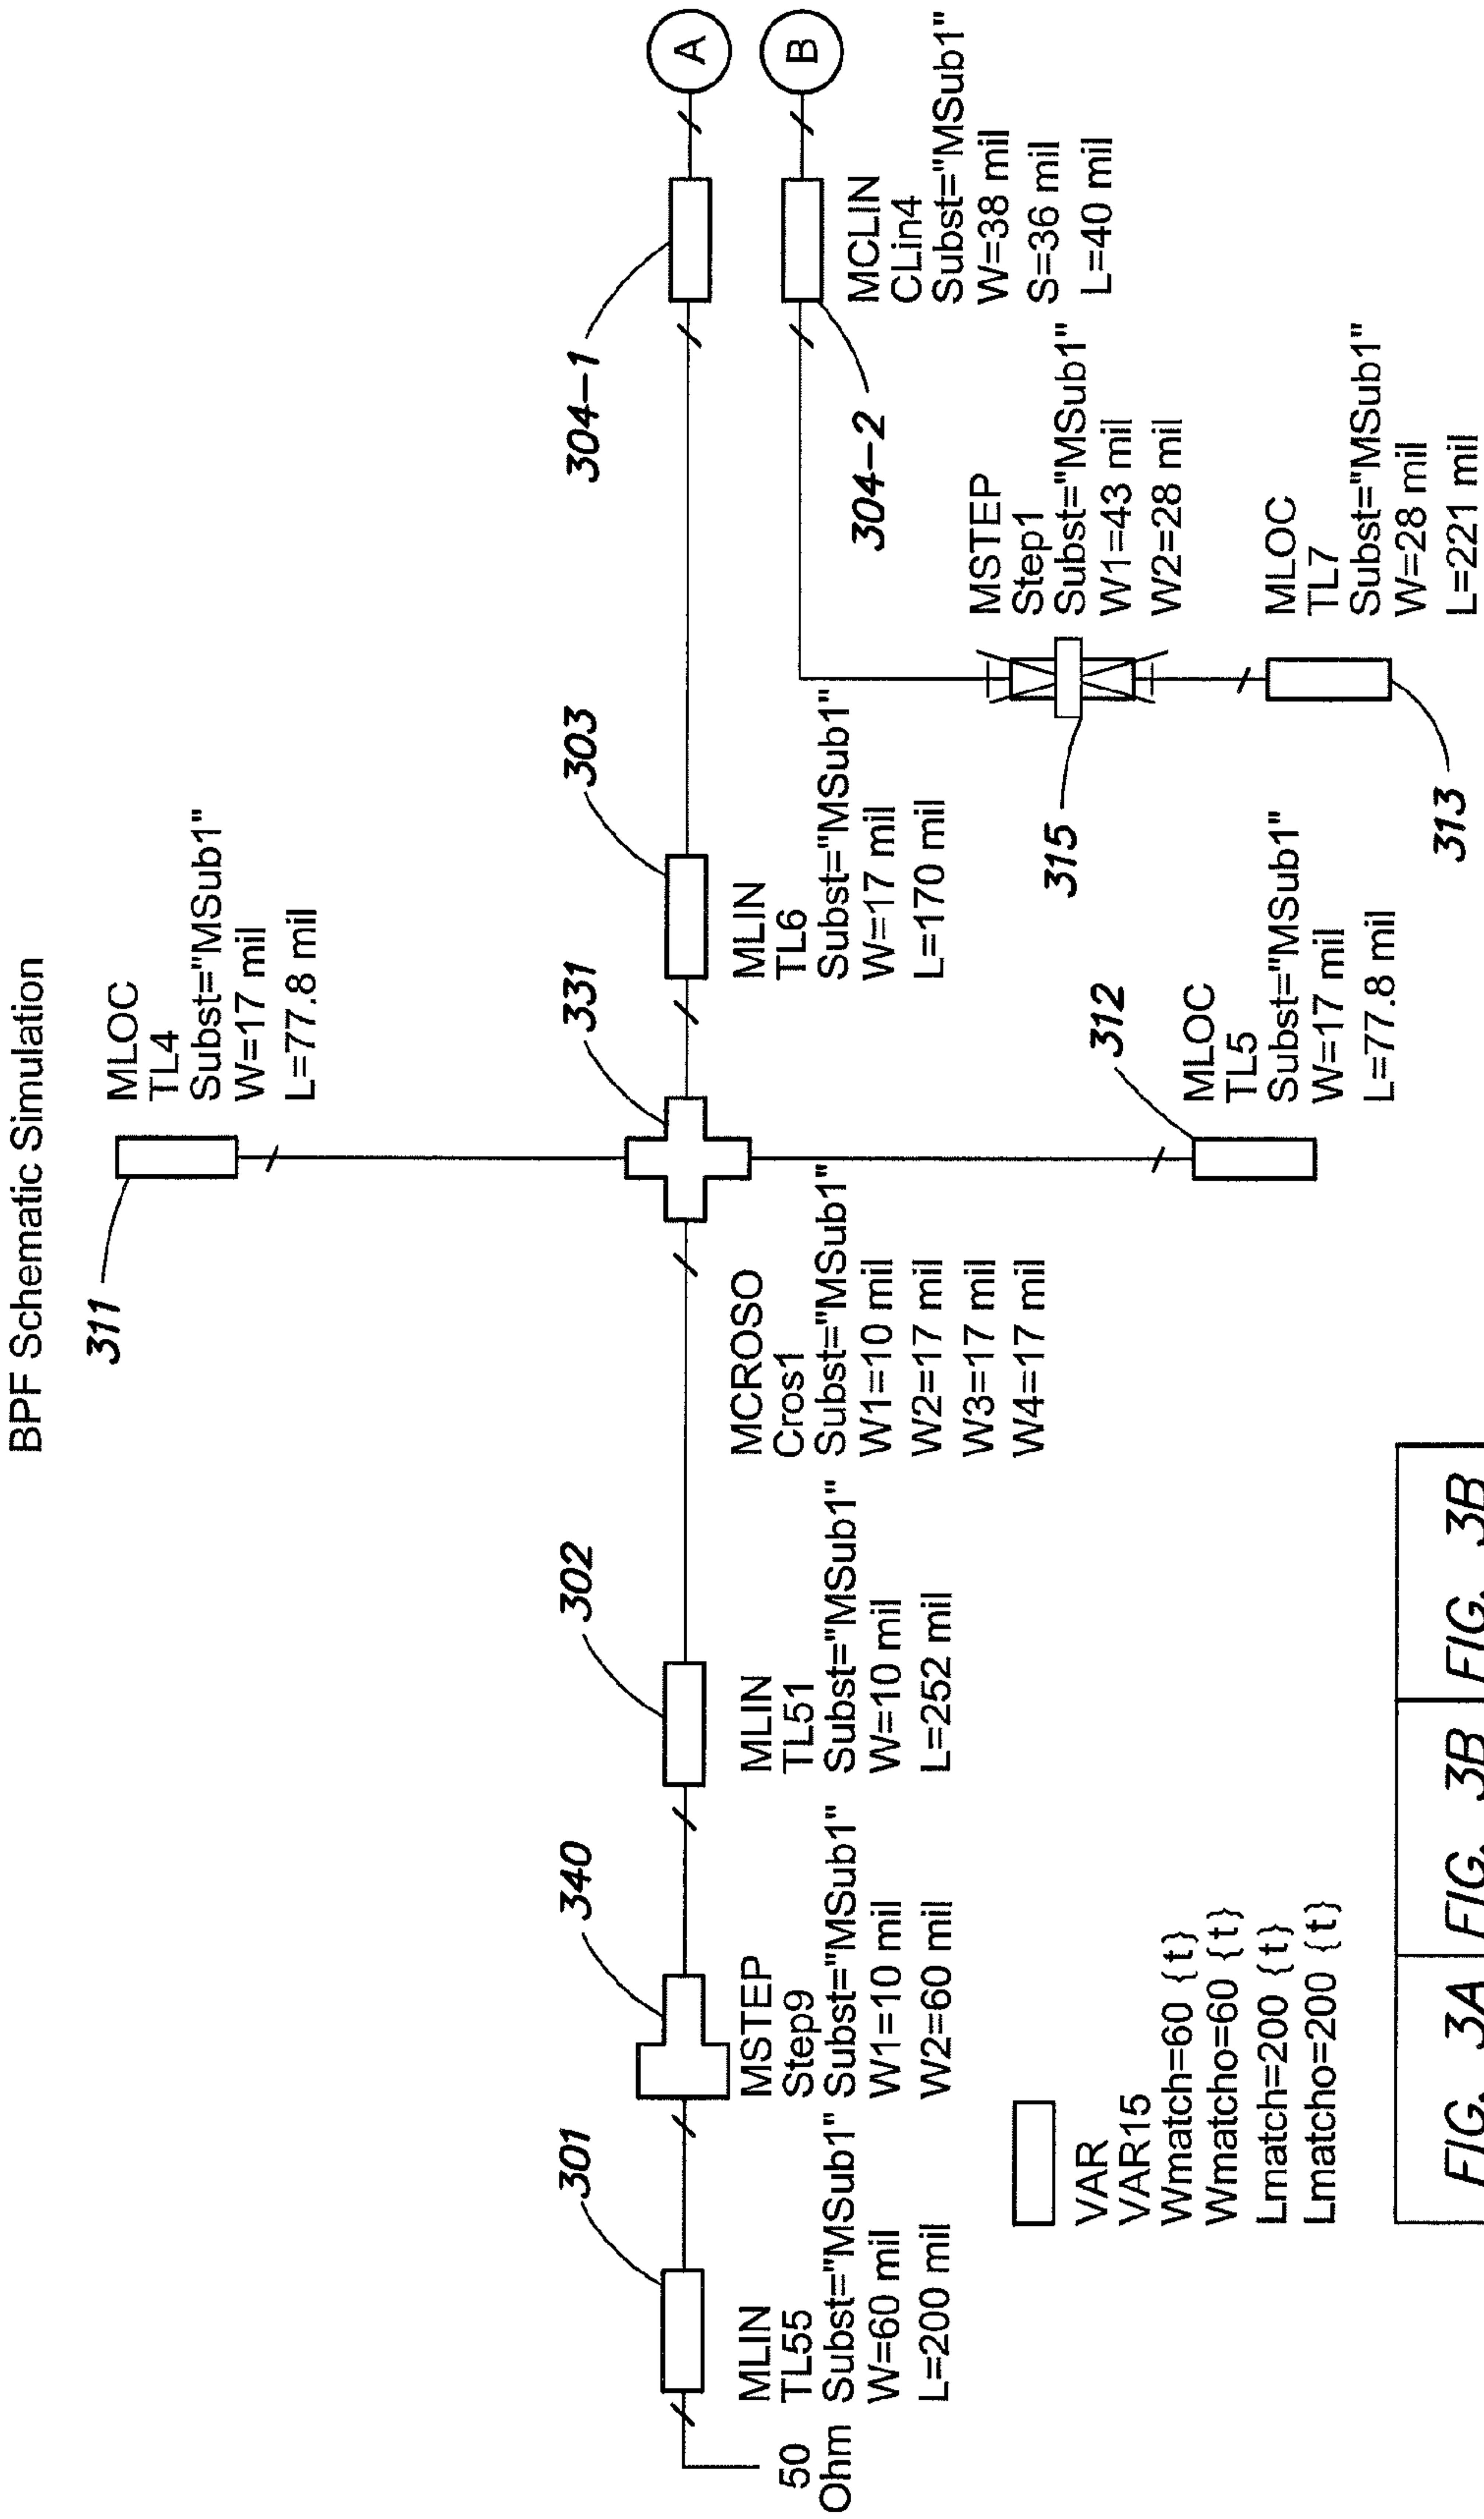 BPF Schematic Simulation
311
MLOC
TL4
Subst="MSub1"
W=17 mil
L=77.8 mil
301
340
302
331
303
304-1
A
B
50
Ohm
MLIN
TL55
Subst="MSub1"
W=60 mil
L=200 mil
MSTEP
Step9
Subst="MSub1"
W1=10 mil
W2=60 mil
MLIN
TL51
Subst="MSub1"
W=10 mil
L=252 mil
MCROSO
Cros1
Subst="MSub1"
W1=10 mil
W2=17 mil
W3=17 mil
W4=17 mil
MLIN
TL6
Subst="MSub1"
W=17 mil
L=170 mil
MCLIN
CLin4
Subst="MSub1"
W=38 mil
S=36 mil
L=40 mil
304-2
MSTEP
Step1
Subst="MSub1"
W1=43 mil
W2=28 mil
315
312
MLOC
TL5
Subst="MSub1"
W=17 mil
L=77.8 mil
MLOC
TL7
Subst="MSub1"
W=28 mil
L=221 mil
313
VAR
VAR15
Wmatch=60 {t}
Wmatcho=60 {t}
Lmatch=200 {t}
Lmatcho=200 {t}
FIG. 3A FIG. 3B FIG. 3B